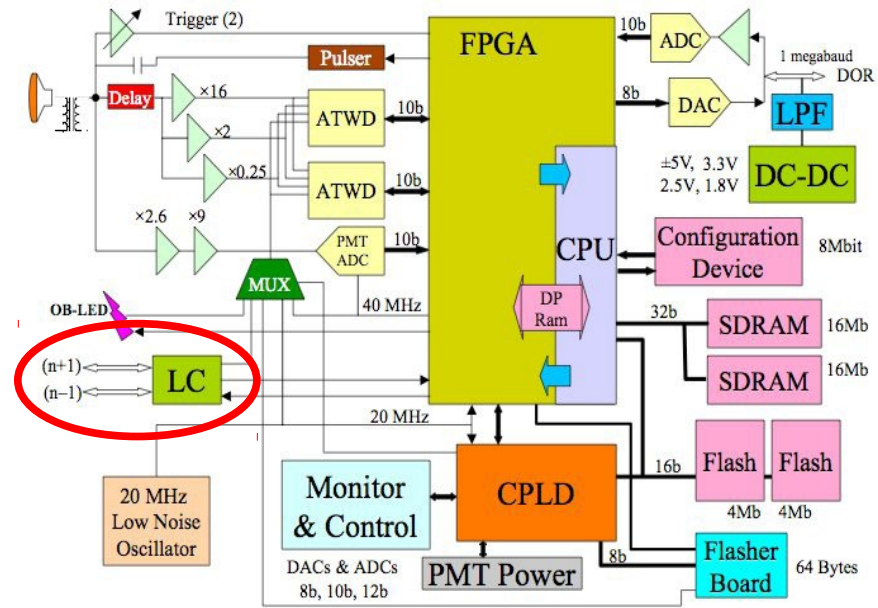 Trigger (2)
FPGA
10b
ADC
1 megabaud
DOR
Pulser
Delay
×16
ATWD
10b
8b
DAC
LPF
×2
×0.25
ATWD
10b
±5V, 3.3V
2.5V, 1.8V
DC-DC
×2.6
×9
PMT
ADC
10b
CPU
Configuration
Device
8Mbit
MUX
OB-LED
40 MHz
DP
Ram
32b
SDRAM
16Mb
(n+1)
(n−1)
LC
SDRAM
16Mb
20 MHz
20 MHz
Low Noise
Oscillator
Monitor
& Control
CPLD
16b
Flash
Flash
4Mb
4Mb
DACs & ADCs
8b, 10b, 12b
PMT Power
8b
Flasher
Board
64 Bytes